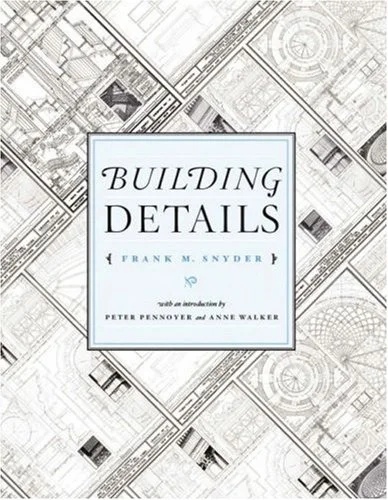 BUILDING
DETAILS
{ FRANK M. SNYDER }
with an introduction by
PETER PENNOYER and ANNE WALKER